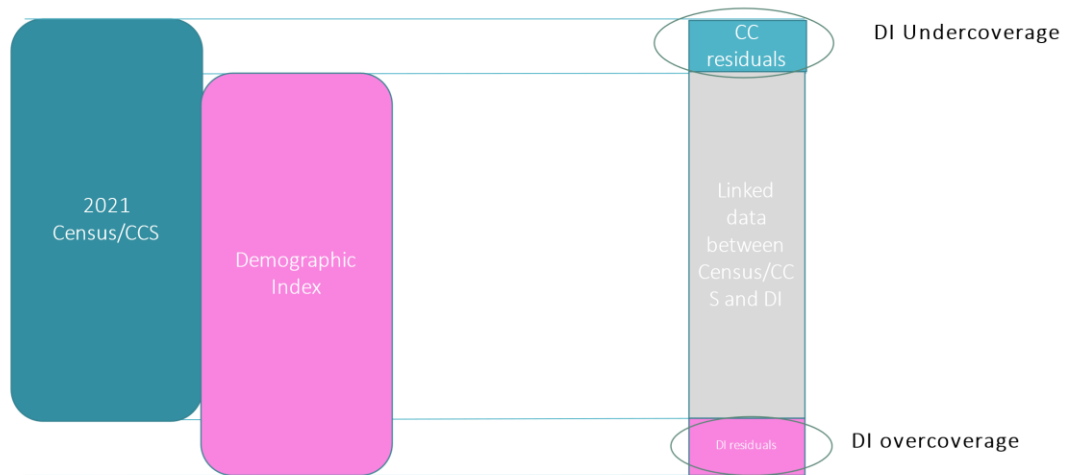 2021
Census/CCS
Demographic
Index
CC
residuals
DI Undercoverage
Linked
data
between
Census/CC
S and DI
DI residuals
DI overcoverage